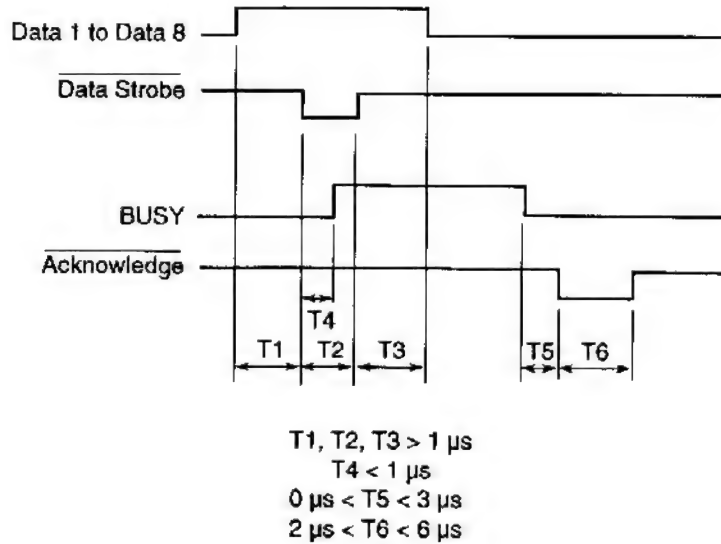 Data 1 to Data 8
Data Strobe
BUSY
Acknowledge
T4
T1 T2 T3 T5 T6
T1, T2, T3 > 1 µs
T4 < 1 µs
0 µs < T5 < 3 µs
2 µs < T6 < 6 µs